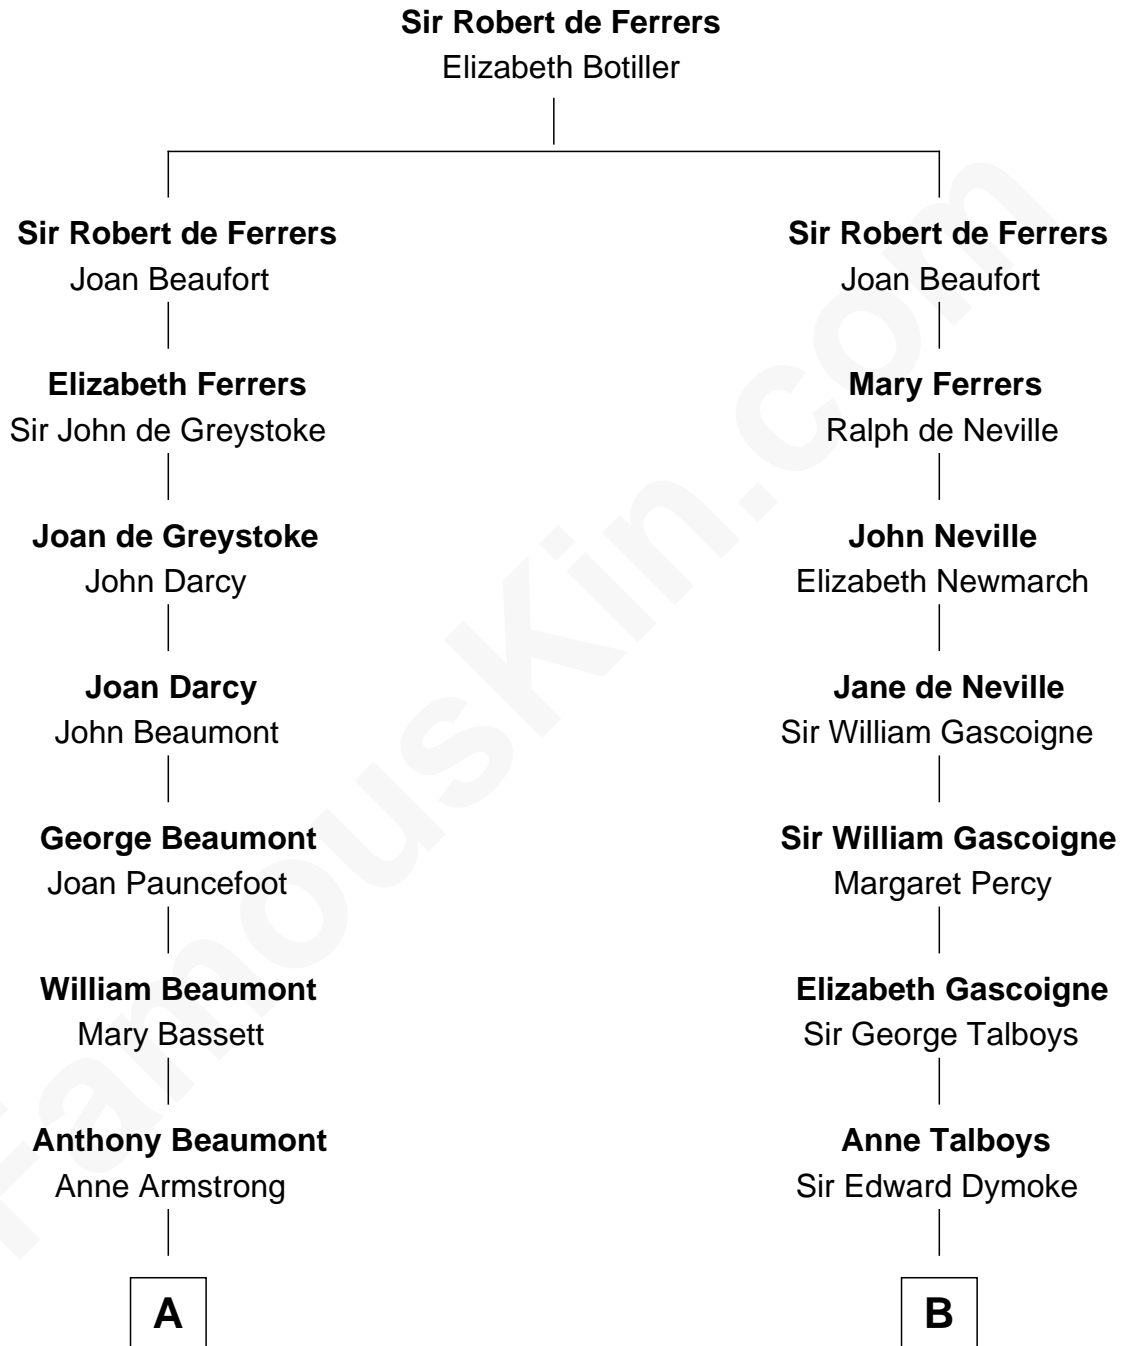 Sir Robert de Ferrers
Elizabeth Botiller
Sir Robert de Ferrers
Joan Beaufort
Elizabeth Ferrers
Sir John de Greystoke
Joan de Greystoke
John Darcy
Joan Darcy
John Beaumont
George Beaumont
Joan Pauncefoot
William Beaumont
Mary Bassett
Anthony Beaumont
Anne Armstrong
A
Sir Robert de Ferrers
Joan Beaufort
Mary Ferrers
Ralph de Neville
John Neville
Elizabeth Newmarch
Jane de Neville
Sir William Gascoigne
Sir William Gascoigne
Margaret Percy
Elizabeth Gascoigne
Sir George Talboys
Anne Talboys
Sir Edward Dymoke
B
FamousKin.com